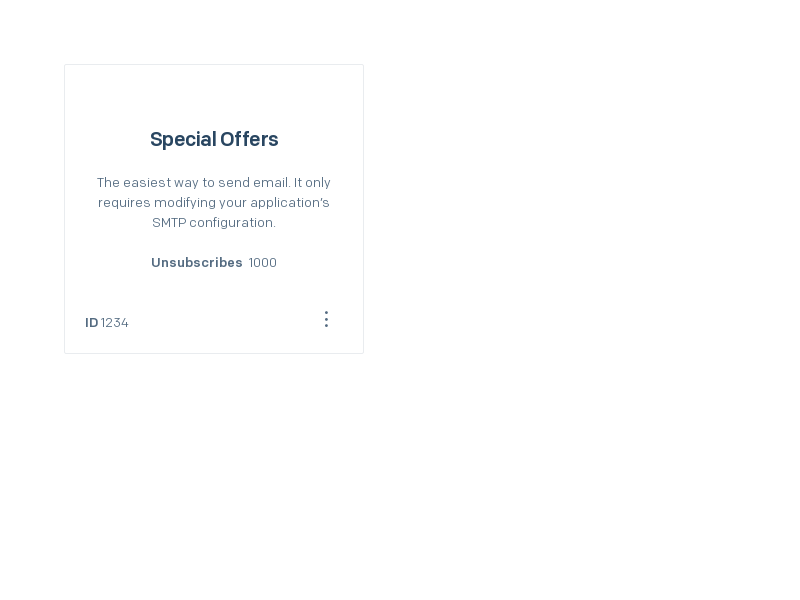 Special Offers
The easiest way to send email. It only
requires modifying your application's
SMTP configuration.
Unsubscribes 1000
ID 1234